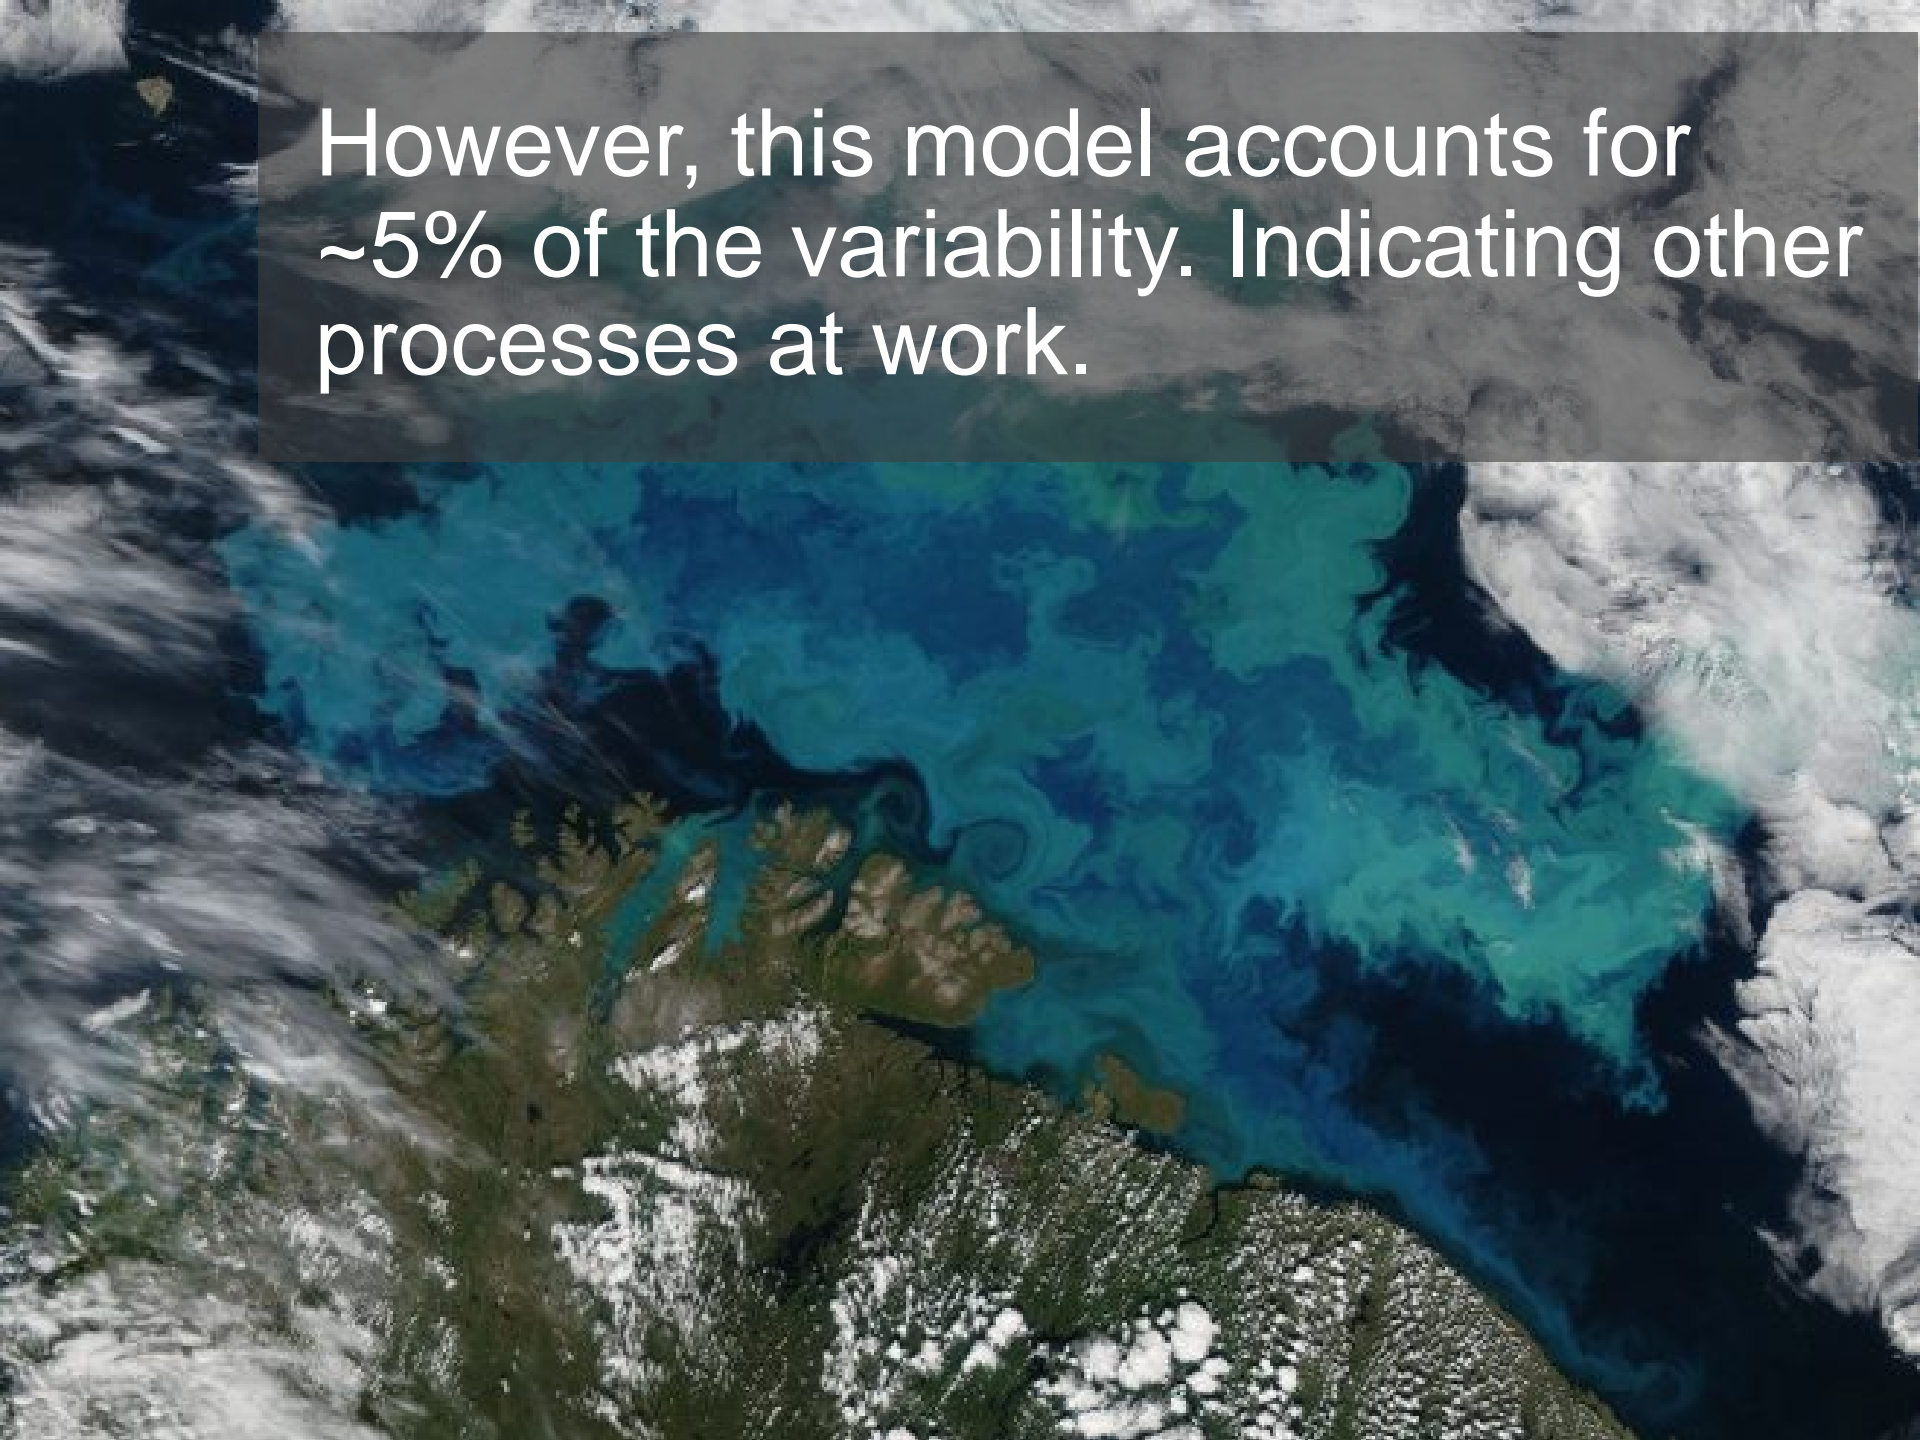 However, this model accounts for
~5% of the variability. Indicating other
processes at work.